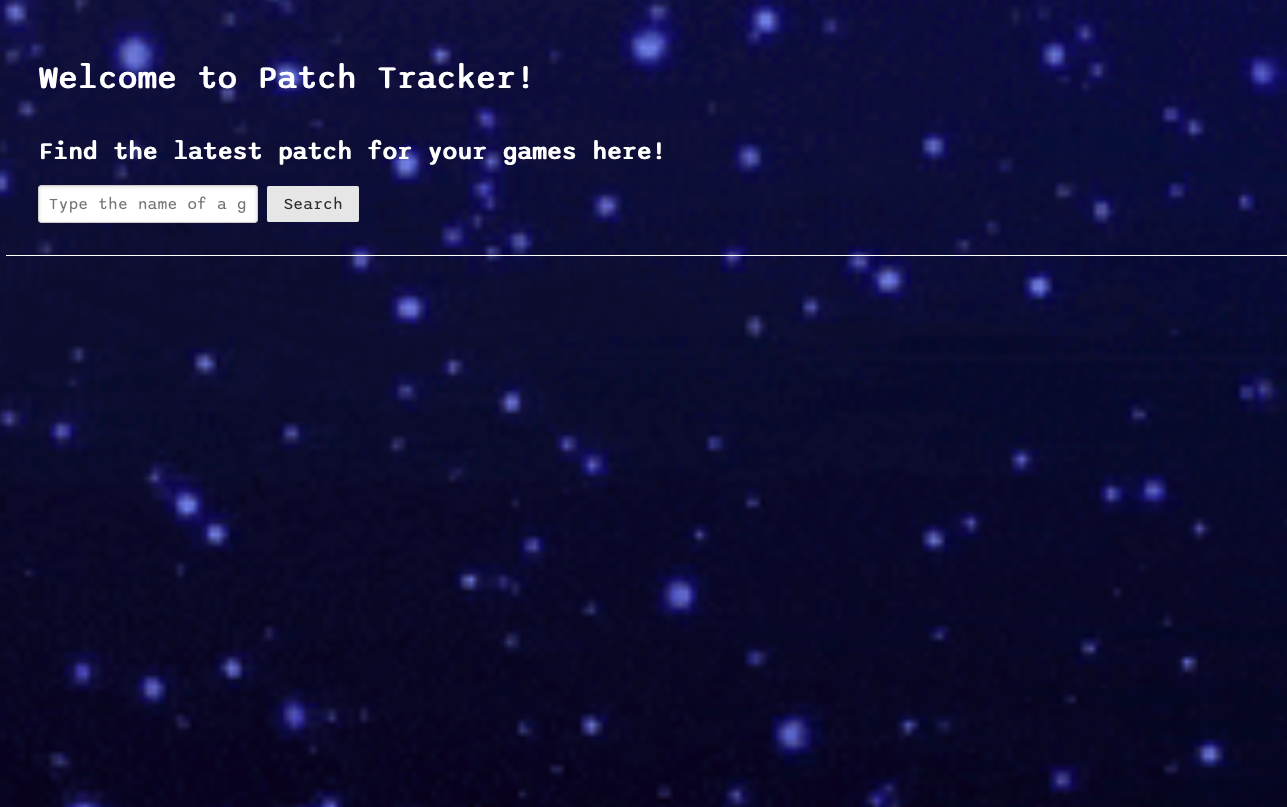 Welcome to Patch Tracker!
Find the latest patch for your games here!
Type the name of a g
Search